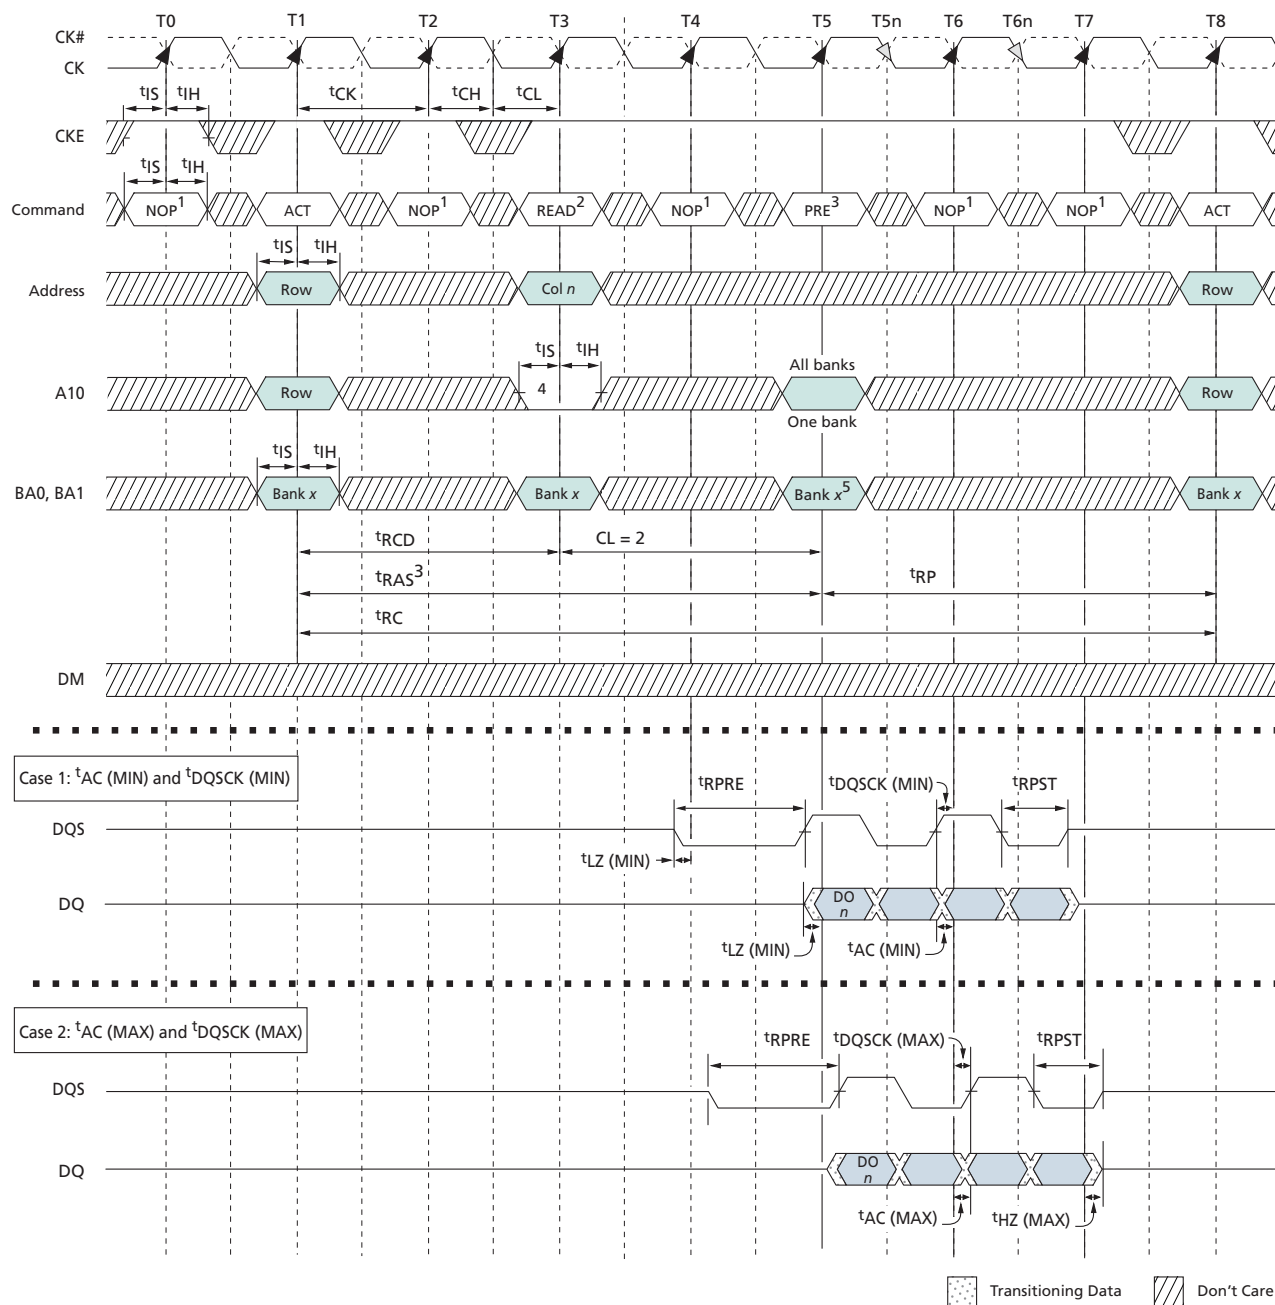 T0 T1 T2 T3 T4 T5 T5n T6 T6n T7 T8
CK#
CK
tIS tIH tCK tCH tCL
CKE
tIS tIH
Command NOP1 ACT NOP1 READ2 NOP1 PRE3 NOP1 NOP1 ACT
tIS tIH
Address Row Col n Row
tIS tIH All banks
A10 Row 4 Row
One bank
tIS tIH
BA0, BA1 Bank x Bank x Bank x5 Bank x
tRCD CL = 2
tRAS3 tRP
tRC
DM
Case 1: tAC (MIN) and tDQSCK (MIN)
tRPRE tDQSCK (MIN) tRPST
DQS
tLZ (MIN)
DQ DO n
tLZ (MIN) tAC (MIN)
Case 2: tAC (MAX) and tDQSCK (MAX)
tRPRE tDQSCK (MAX) tRPST
DQS
DQ DO n
tAC (MAX) tHZ (MAX)
Transitioning Data Don't Care